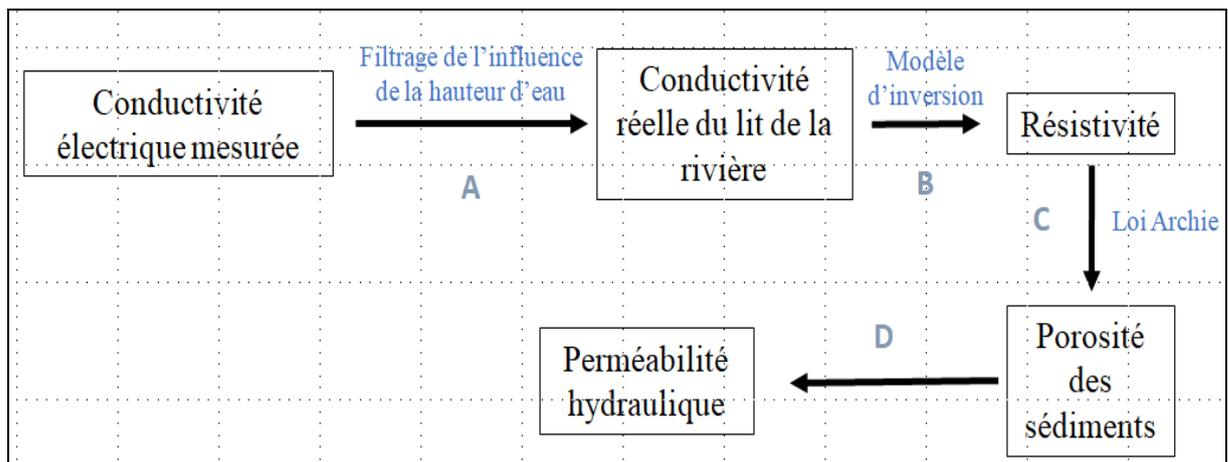 Conductivité
électrique mesurée
Filtrage de l'influence
de la hauteur d'eau
A
Conductivité
réelle du lit de la
rivière
Modèle
d'inversion
B
Résistivité
C
Loi Archie
Porosité
des
sédiments
D
Perméabilité
hydraulique